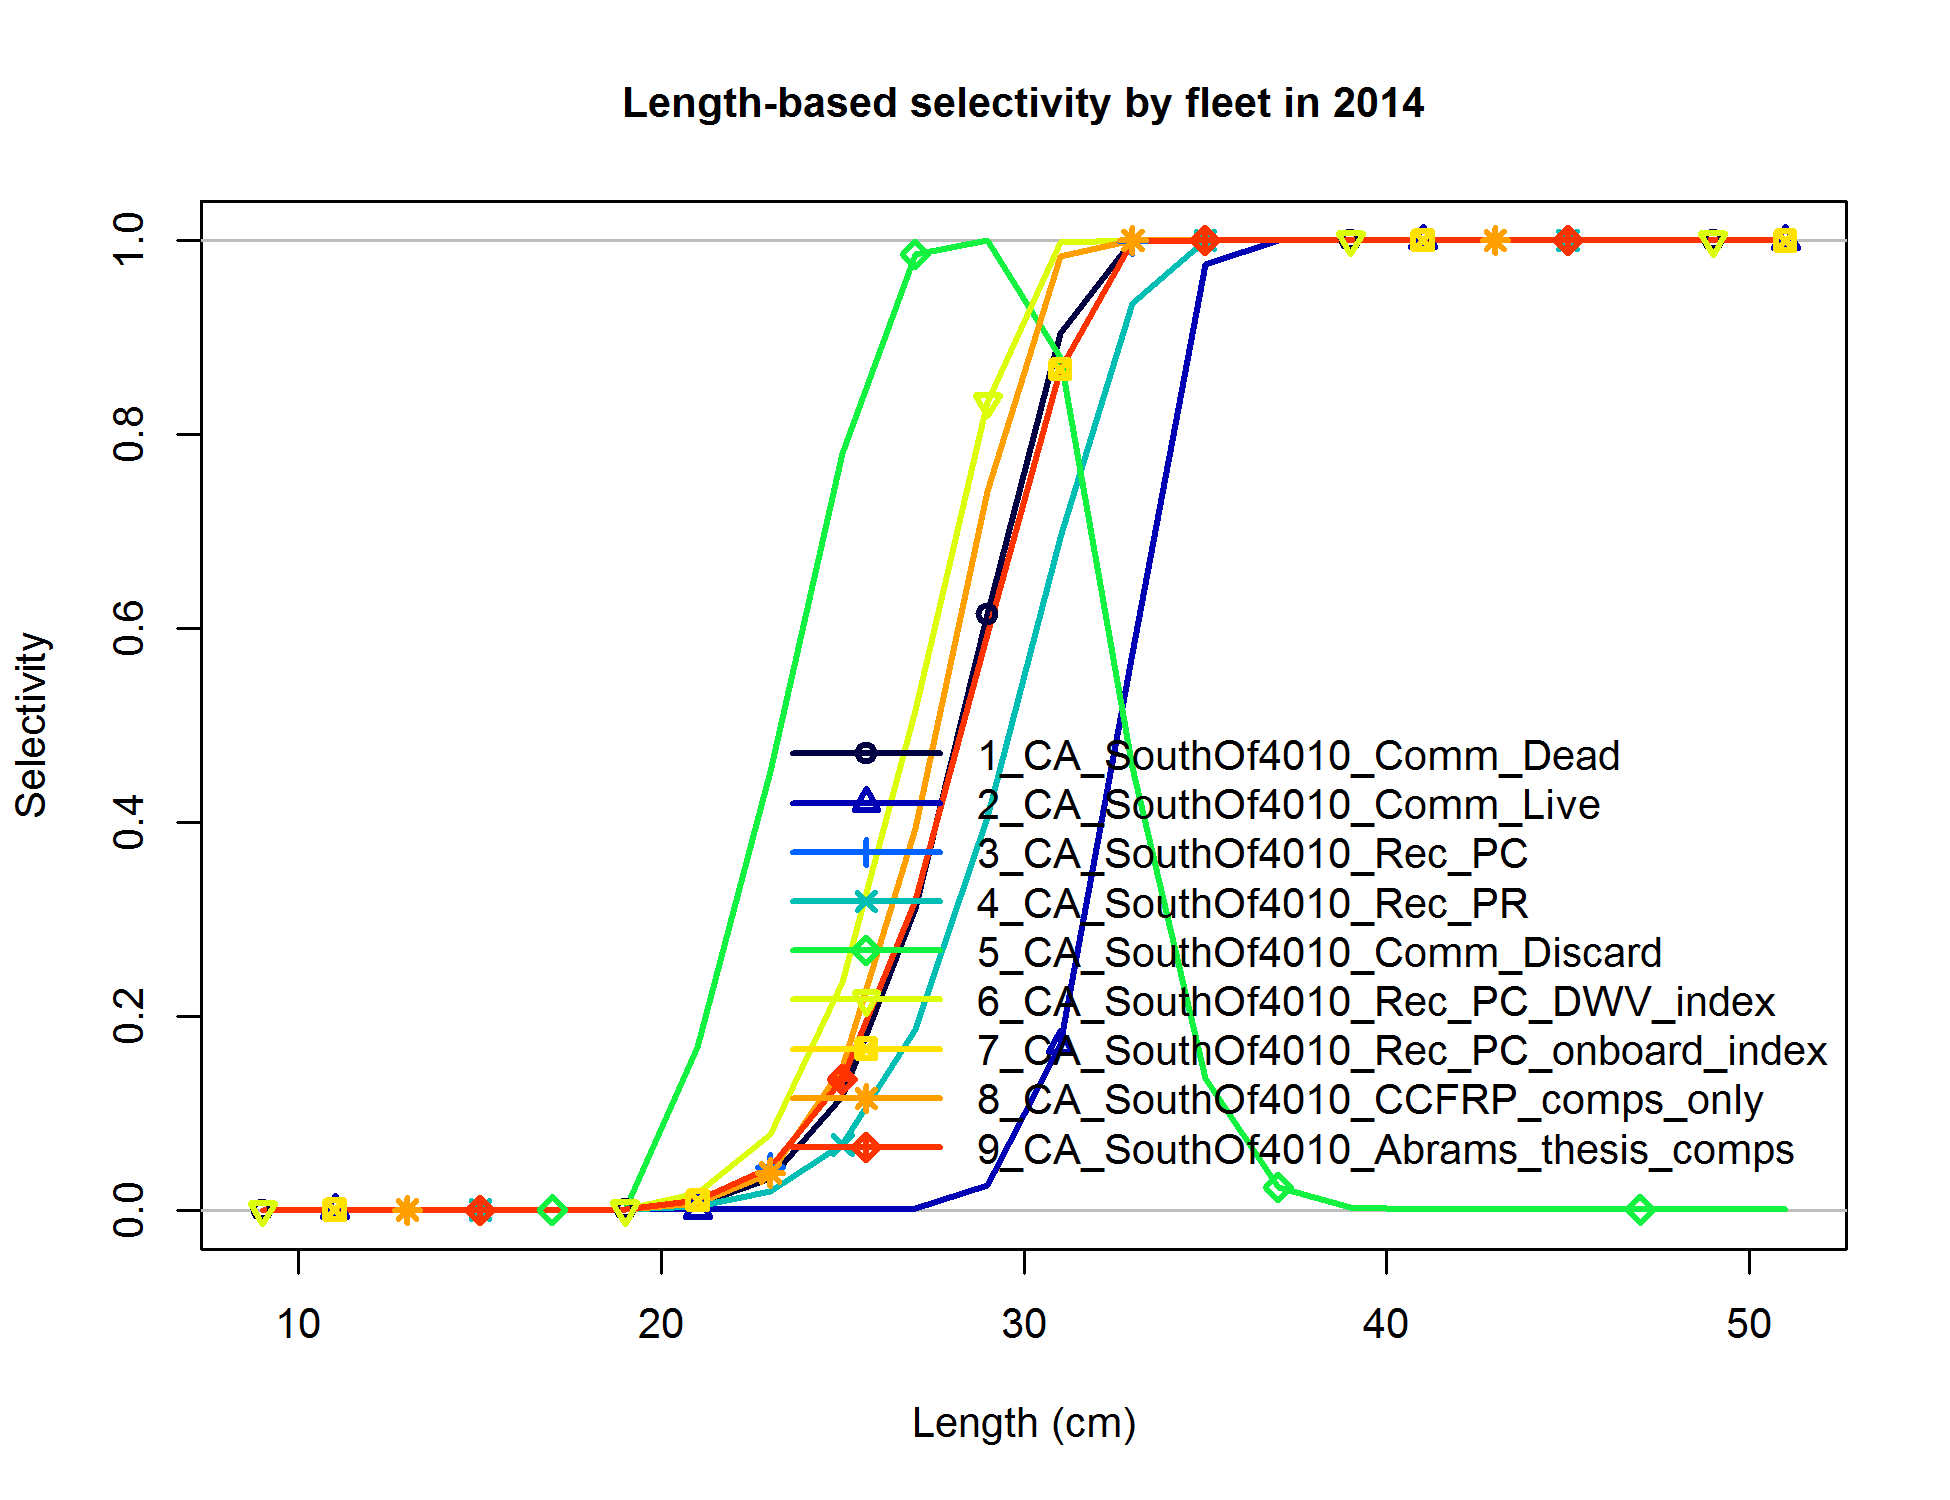 Length-based selectivity by fleet in 2014
Selectivity
1.0
0.8
0.6
0.4
0.2
0.0
1_CA_SouthOf4010_Comm_Dead
2_CA_SouthOf4010_Comm_Live
3_CA_SouthOf4010_Rec_PC
4_CA_SouthOf4010_Rec_PR
5_CA_SouthOf4010_Comm_Discard
6_CA_SouthOf4010_Rec_PC_DWV_index
7_CA_SouthOf4010_Rec_PC_onboard_index
8_CA_SouthOf4010_CCFRP_comps_only
9_CA_SouthOf4010_Abrams_thesis_comps
10 20 30 40 50
Length (cm)